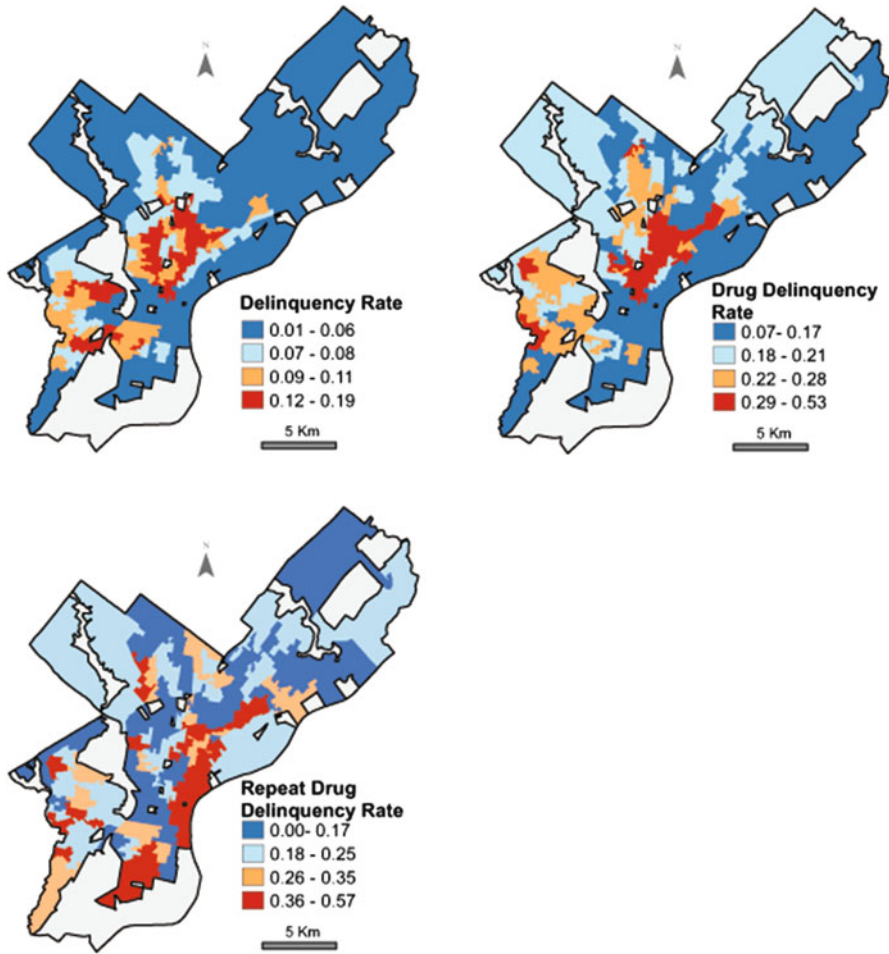 N
Delinquency Rate
0.01 - 0.06
0.07 - 0.08
0.09 - 0.11
0.12 - 0.19
5 Km
N
Drug Delinquency
Rate
0.07- 0.17
0.18 - 0.21
0.22 - 0.28
0.29 - 0.53
5 Km
N
Repeat Drug
Delinquency Rate
0.00- 0.17
0.18 - 0.25
0.26 - 0.35
0.36 - 0.57
5 Km